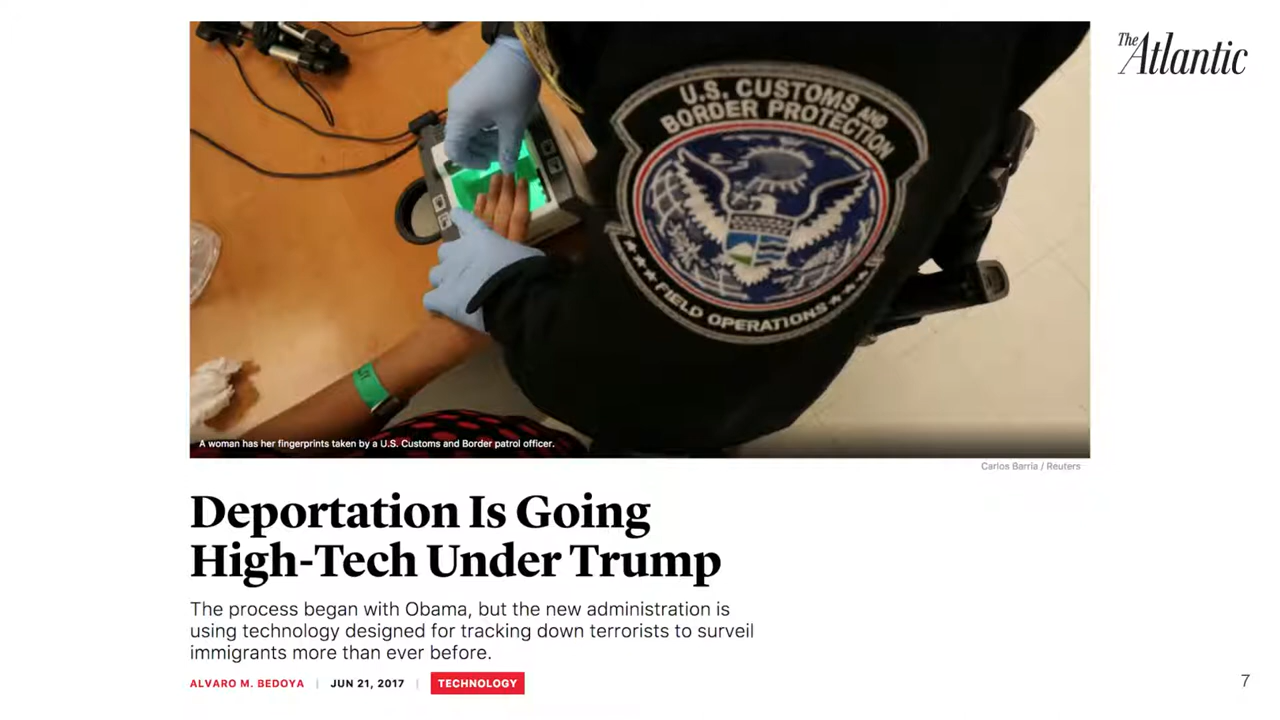 The Atlantic
U.S. CUSTOMS AND
BORDER PROTECTION
FIELD OPERATIONS
A woman has her fingerprints taken by a U.S. Customs and Border patrol officer.
Carlos Barria / Reuters
Deportation Is Going
High-Tech Under Trump
The process began with Obama, but the new administration is
using technology designed for tracking down terrorists to surveil
immigrants more than ever before.
ALVARO M. BEDOYA | JUN 21, 2017 | TECHNOLOGY
7